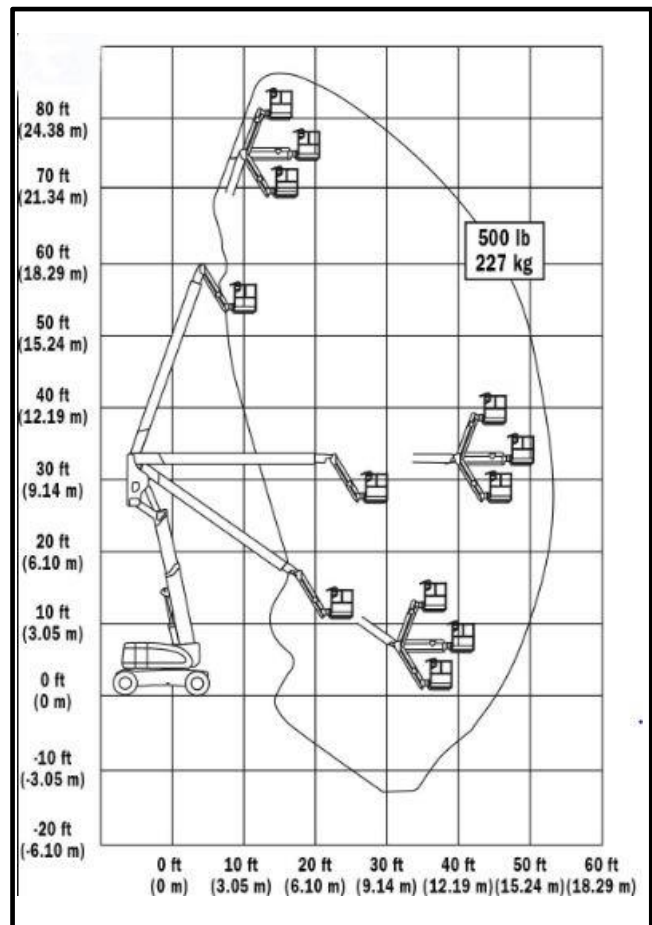 80 ft
(24.38 m)
70 ft
(21.34 m)
60 ft
(18.29 m)
500 lb
227 kg
50 ft
(15.24 m)
40 ft
(12.19 m)
30 ft
(9.14 m)
20 ft
(6.10 m)
10 ft
(3.05 m)
0 ft
(0 m)
-10 ft
(-3.05 m)
-20 ft
(-6.10 m)
0 ft 10 ft 20 ft 30 ft 40 ft 50 ft 60 ft
(0 m) (3.05 m) (6.10 m) (9.14 m) (12.19 m) (15.24 m) (18.29 m)